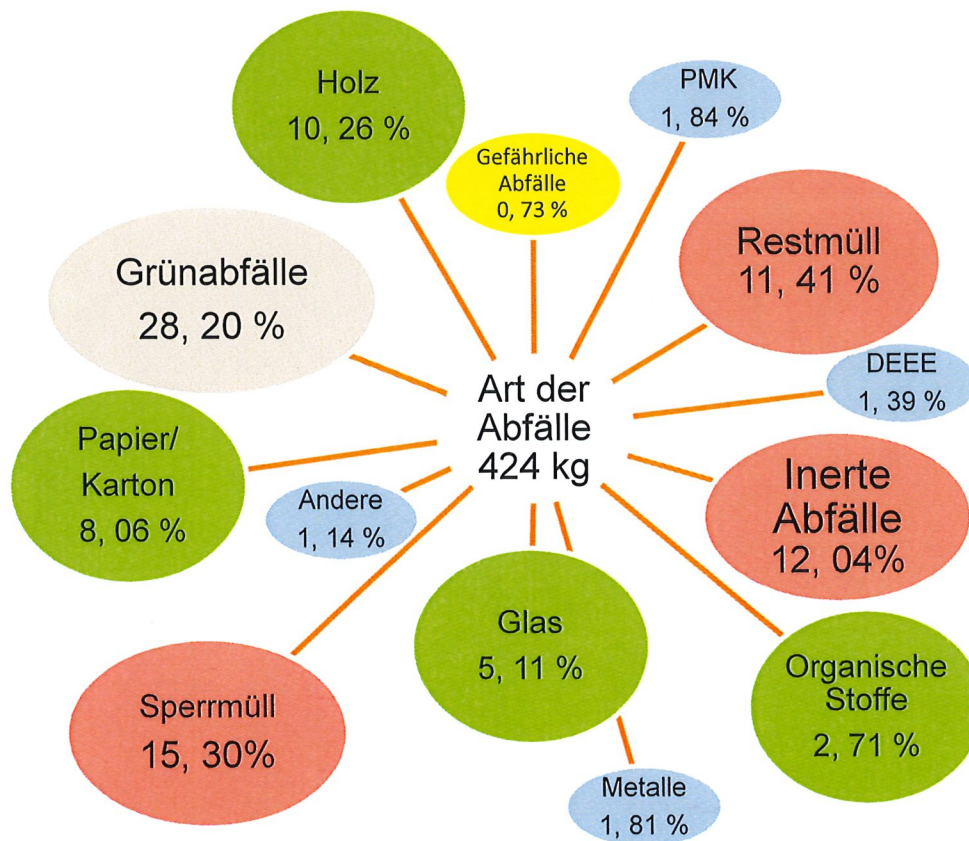 Holz
10, 26 %
PMK
1, 84 %
Gefährliche
Abfälle
0, 73 %
Restmüll
11, 41 %
Grünabfälle
28, 20 %
DEEE
1, 39 %
Art der
Abfälle
424 kg
Papier/
Karton
8, 06 %
Andere
1, 14 %
Inerte
Abfälle
12, 04%
Glas
5, 11 %
Organische
Stoffe
2, 71 %
Sperrmüll
15, 30%
Metalle
1, 81 %